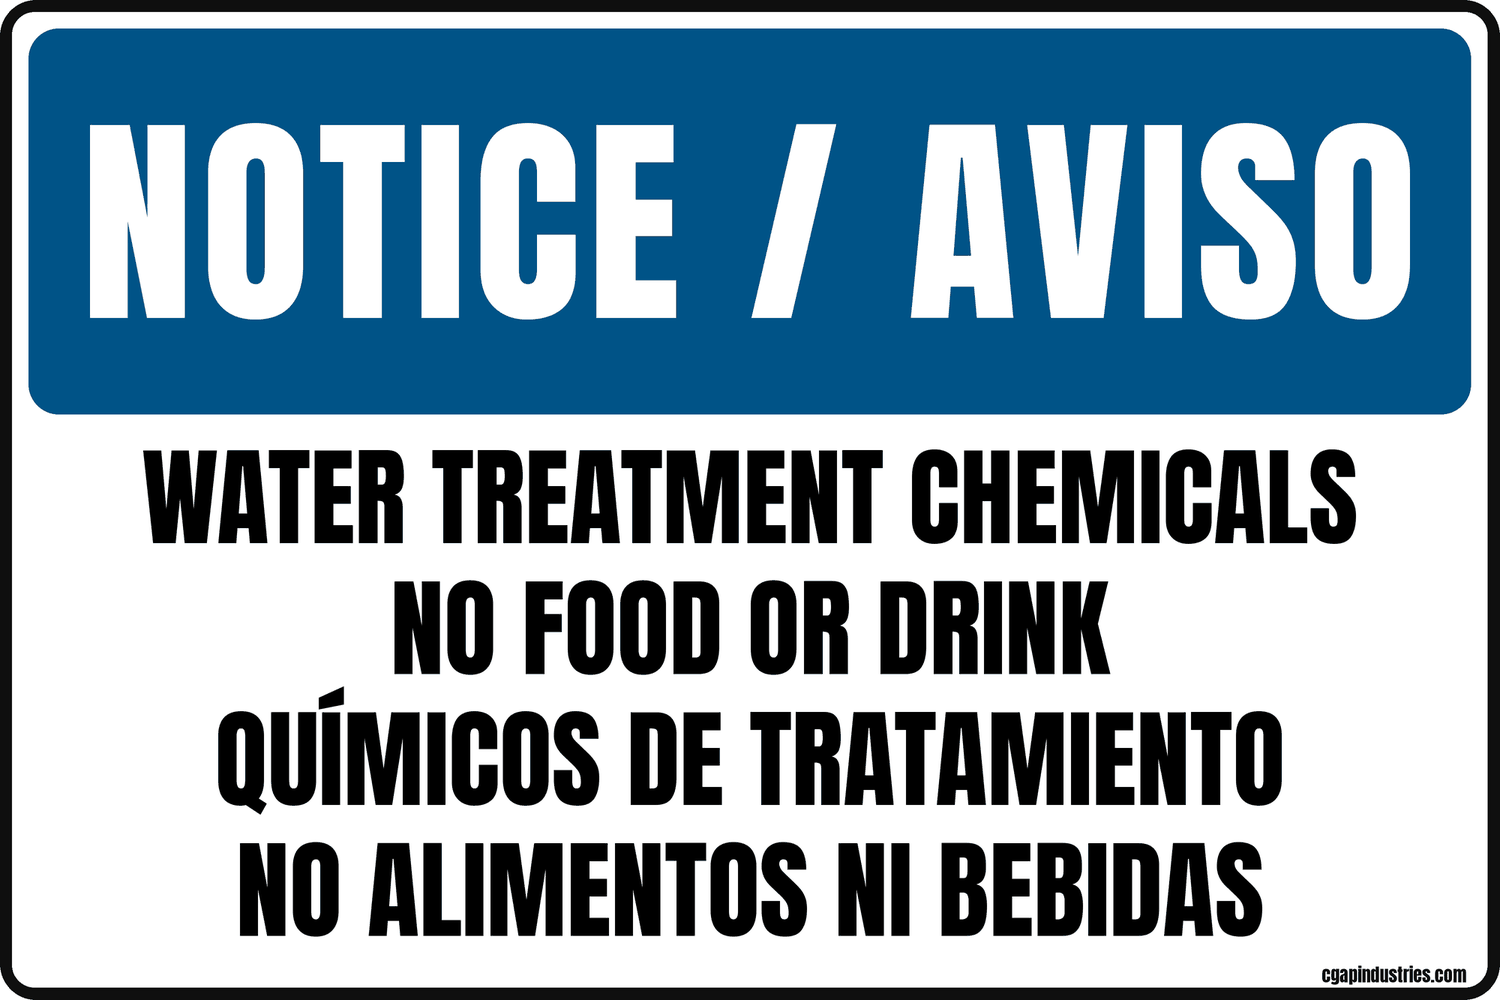 NOTICE / AVISO
WATER TREATMENT CHEMICALS
NO FOOD OR DRINK
QUÍMICOS DE TRATAMIENTO
NO ALIMENTOS NI BEBIDAS
cgapindustries.com